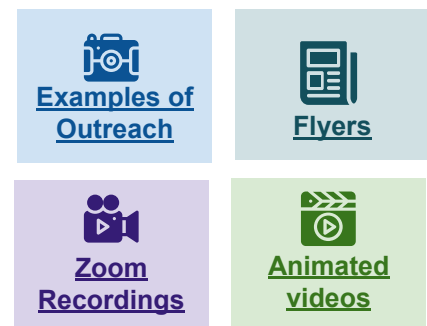 Examples of
Outreach
Flyers
Zoom
Recordings
Animated
videos